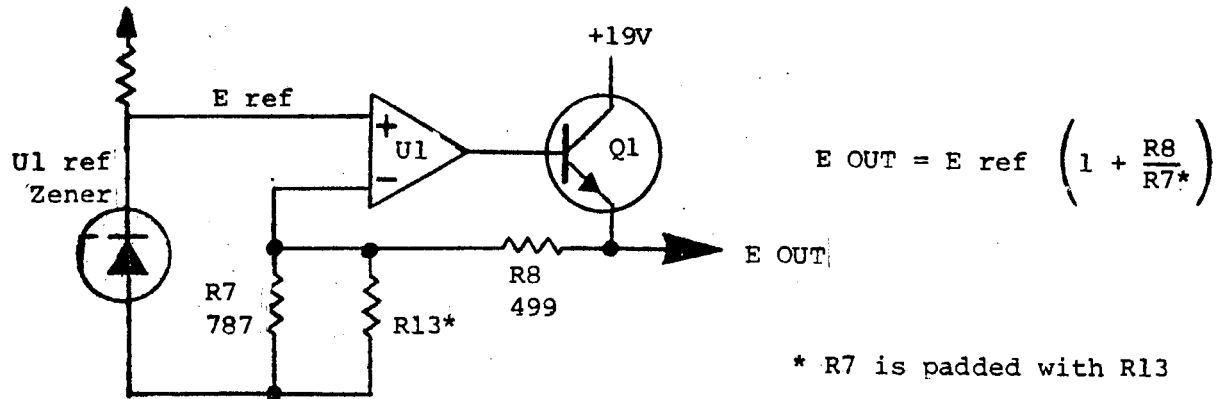 +19V
E ref
+
U1
Q1
E OUT = E ref (1 + R8/R7*)
U1 ref
Zener
−
E OUT
R7
787
R13*
R8
499
* R7 is padded with R13